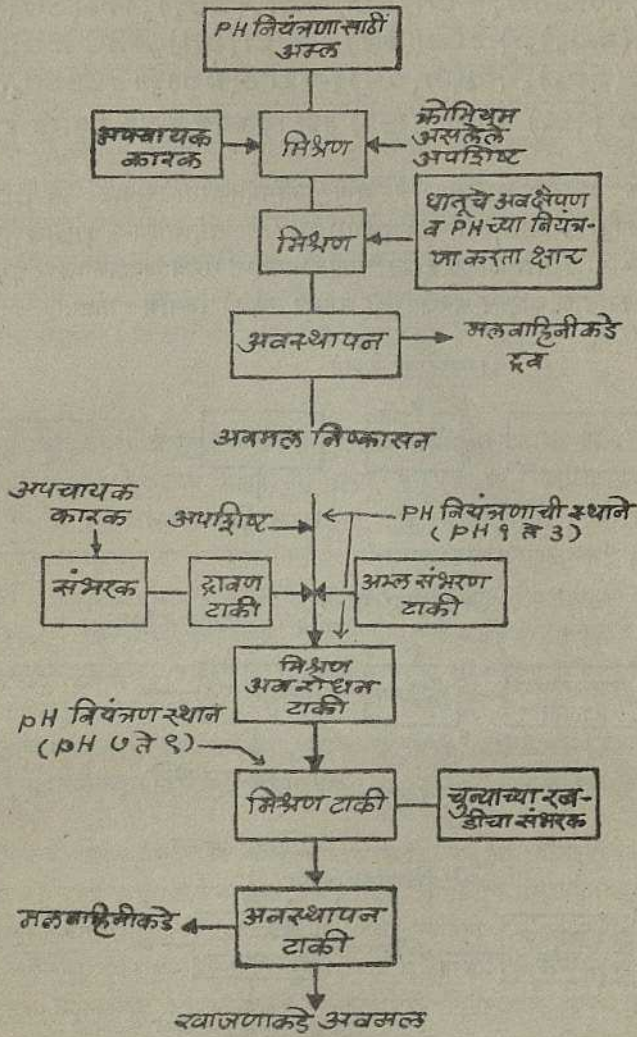 PH नियंत्रणासाठी
अम्ल
अपचायक
कारक
मिश्रण
क्रोमियम
असलेले
अपशिष्ट
मिश्रण
धातूचे अवक्षेपण
व PH च्या नियंत्र-
णाकरता क्षार
अवस्थापन
मलवाहिनीकडे
द्रव
अवमल निष्कासन
अपचायक
कारक
अपशिष्ट
PH नियंत्रणाची स्थाने
(PH १ ते ३)
संभरक
द्रावण
टाकी
अम्ल संभरण
टाकी
मिश्रण
अवरोधन
टाकी
pH नियंत्रण स्थान
(pH ७ ते ९)
मिश्रण टाकी
चुन्याच्या रब-
डीचा संभरक
मलवाहिनीकडे
अवस्थापन
टाकी
खाजणाकडे अवमल